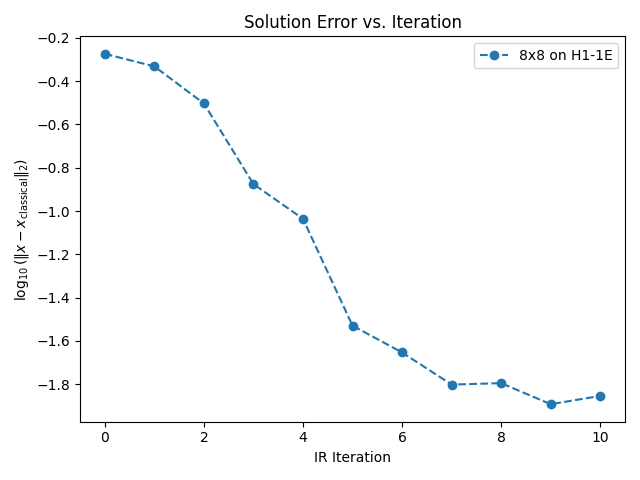 Solution Error vs. Iteration
8x8 on H1-1E
log₁₀(‖x − x_classical‖₂)
−0.2
−0.4
−0.6
−0.8
−1.0
−1.2
−1.4
−1.6
−1.8
0 2 4 6 8 10
IR Iteration